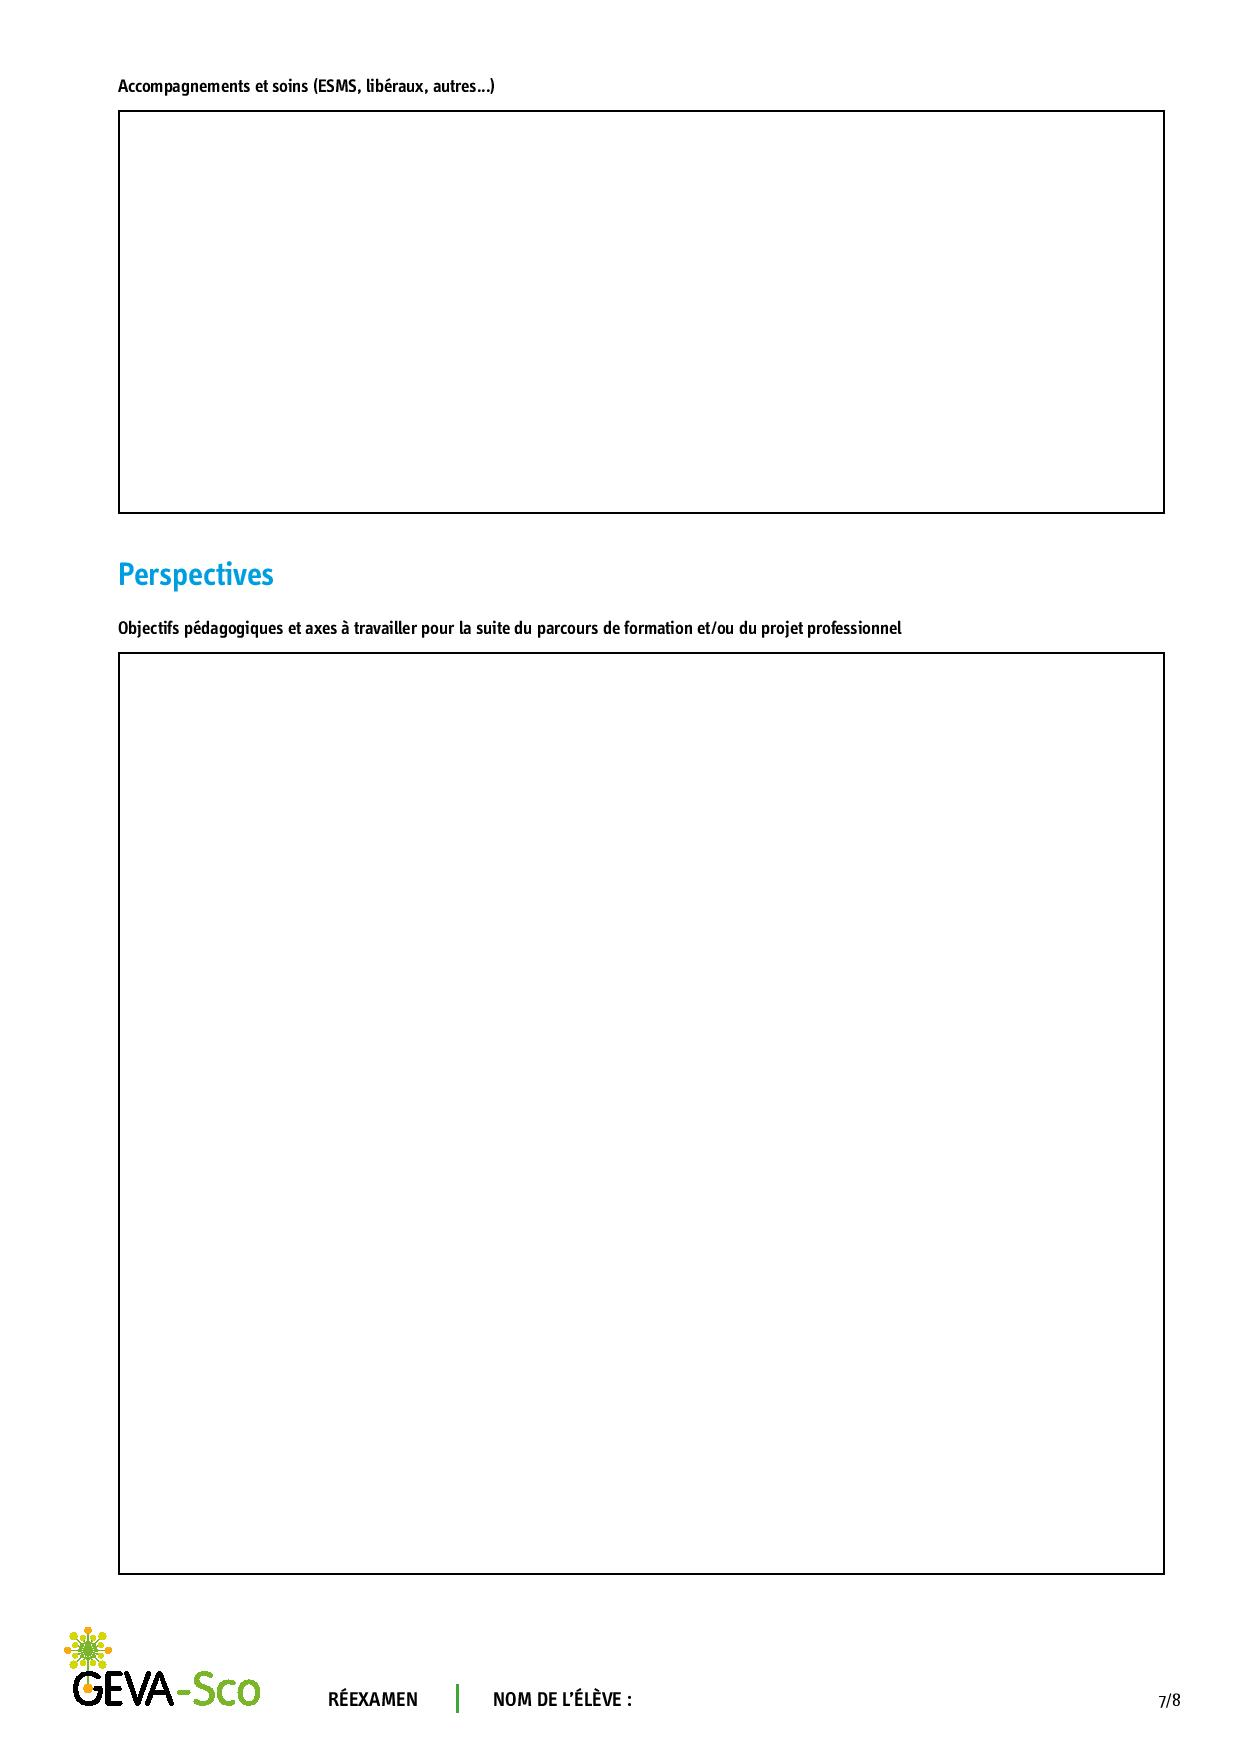 Accompagnements et soins (ESMS, libéraux, autres...)
Perspectives
Objectifs pédagogiques et axes à travailler pour la suite du parcours de formation et/ou du projet professionnel
GEVA-Sco
RÉEXAMEN
NOM DE L’ÉLÈVE :
7/8